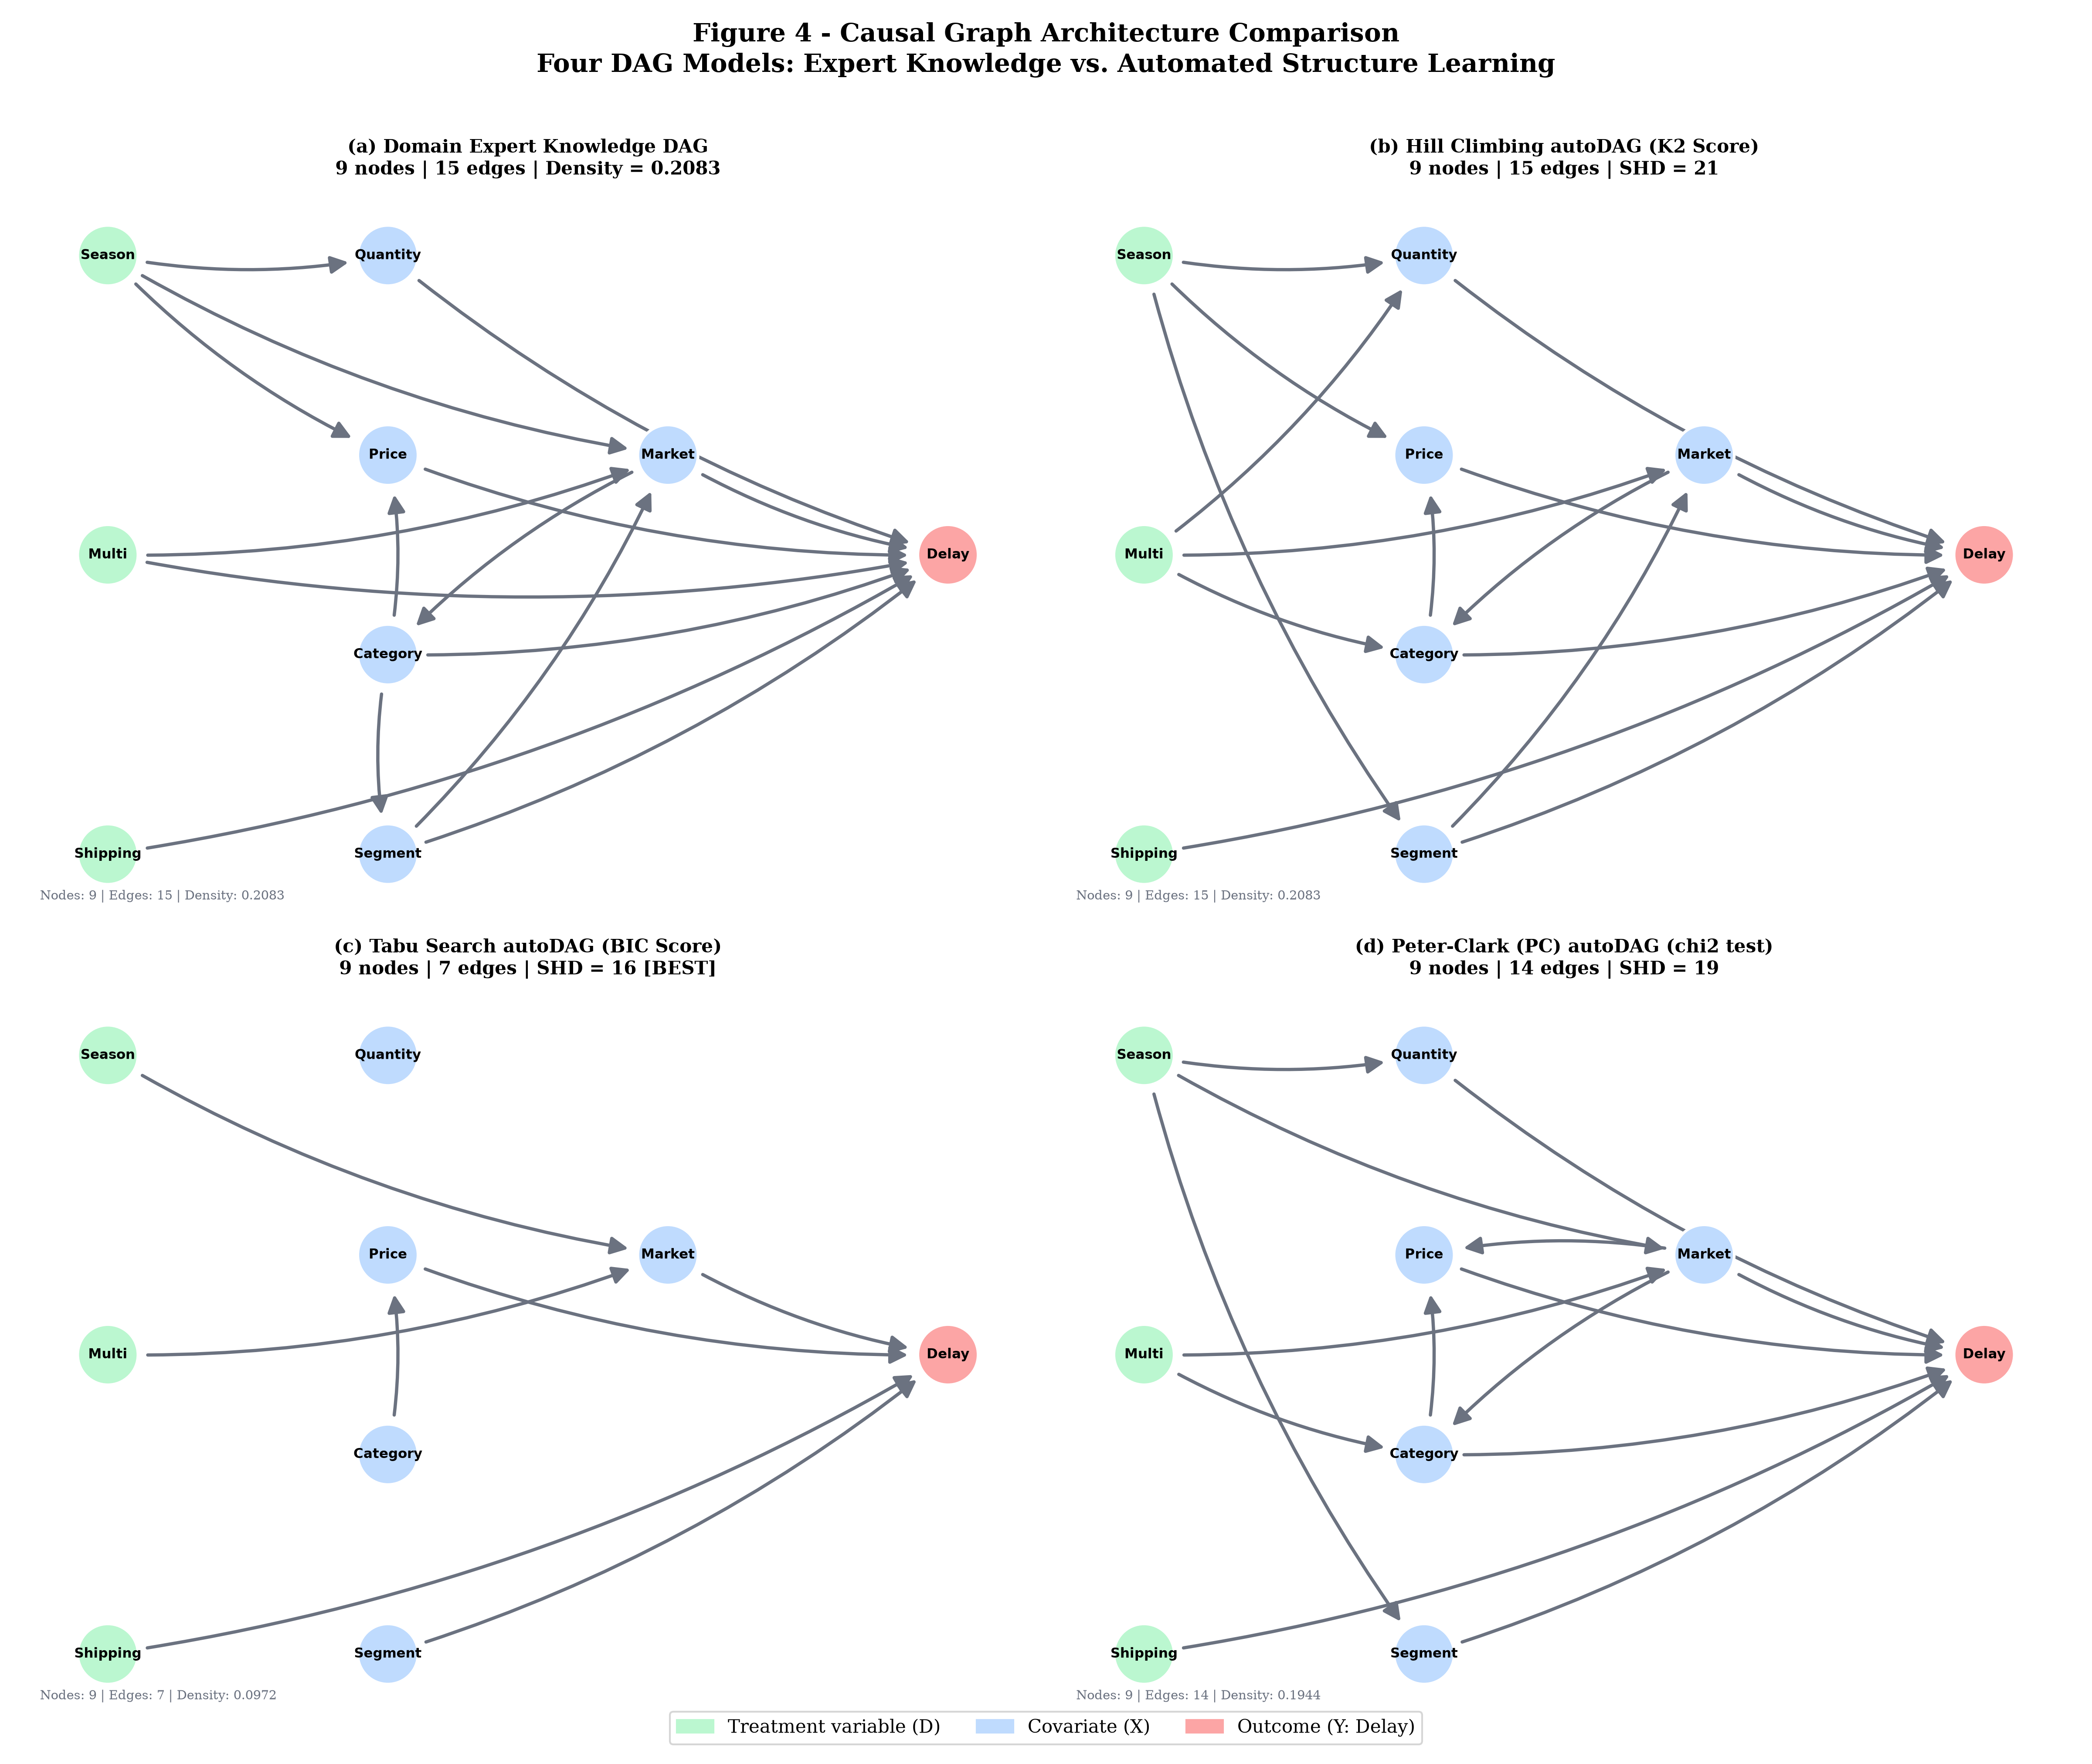 Figure 4 - Causal Graph Architecture Comparison
Four DAG Models: Expert Knowledge vs. Automated Structure Learning
(a) Domain Expert Knowledge DAG
9 nodes | 15 edges | Density = 0.2083
Season
Quantity
Price
Market
Multi
Delay
Category
Shipping
Segment
Nodes: 9 | Edges: 15 | Density: 0.2083
(b) Hill Climbing autoDAG (K2 Score)
9 nodes | 15 edges | SHD = 21
Season
Quantity
Price
Market
Multi
Delay
Category
Shipping
Segment
Nodes: 9 | Edges: 15 | Density: 0.2083
(c) Tabu Search autoDAG (BIC Score)
9 nodes | 7 edges | SHD = 16 [BEST]
Season
Quantity
Price
Market
Multi
Delay
Category
Shipping
Segment
Nodes: 9 | Edges: 7 | Density: 0.0972
(d) Peter-Clark (PC) autoDAG (chi2 test)
9 nodes | 14 edges | SHD = 19
Season
Quantity
Price
Market
Multi
Delay
Category
Shipping
Segment
Nodes: 9 | Edges: 14 | Density: 0.1944
Treatment variable (D)
Covariate (X)
Outcome (Y: Delay)